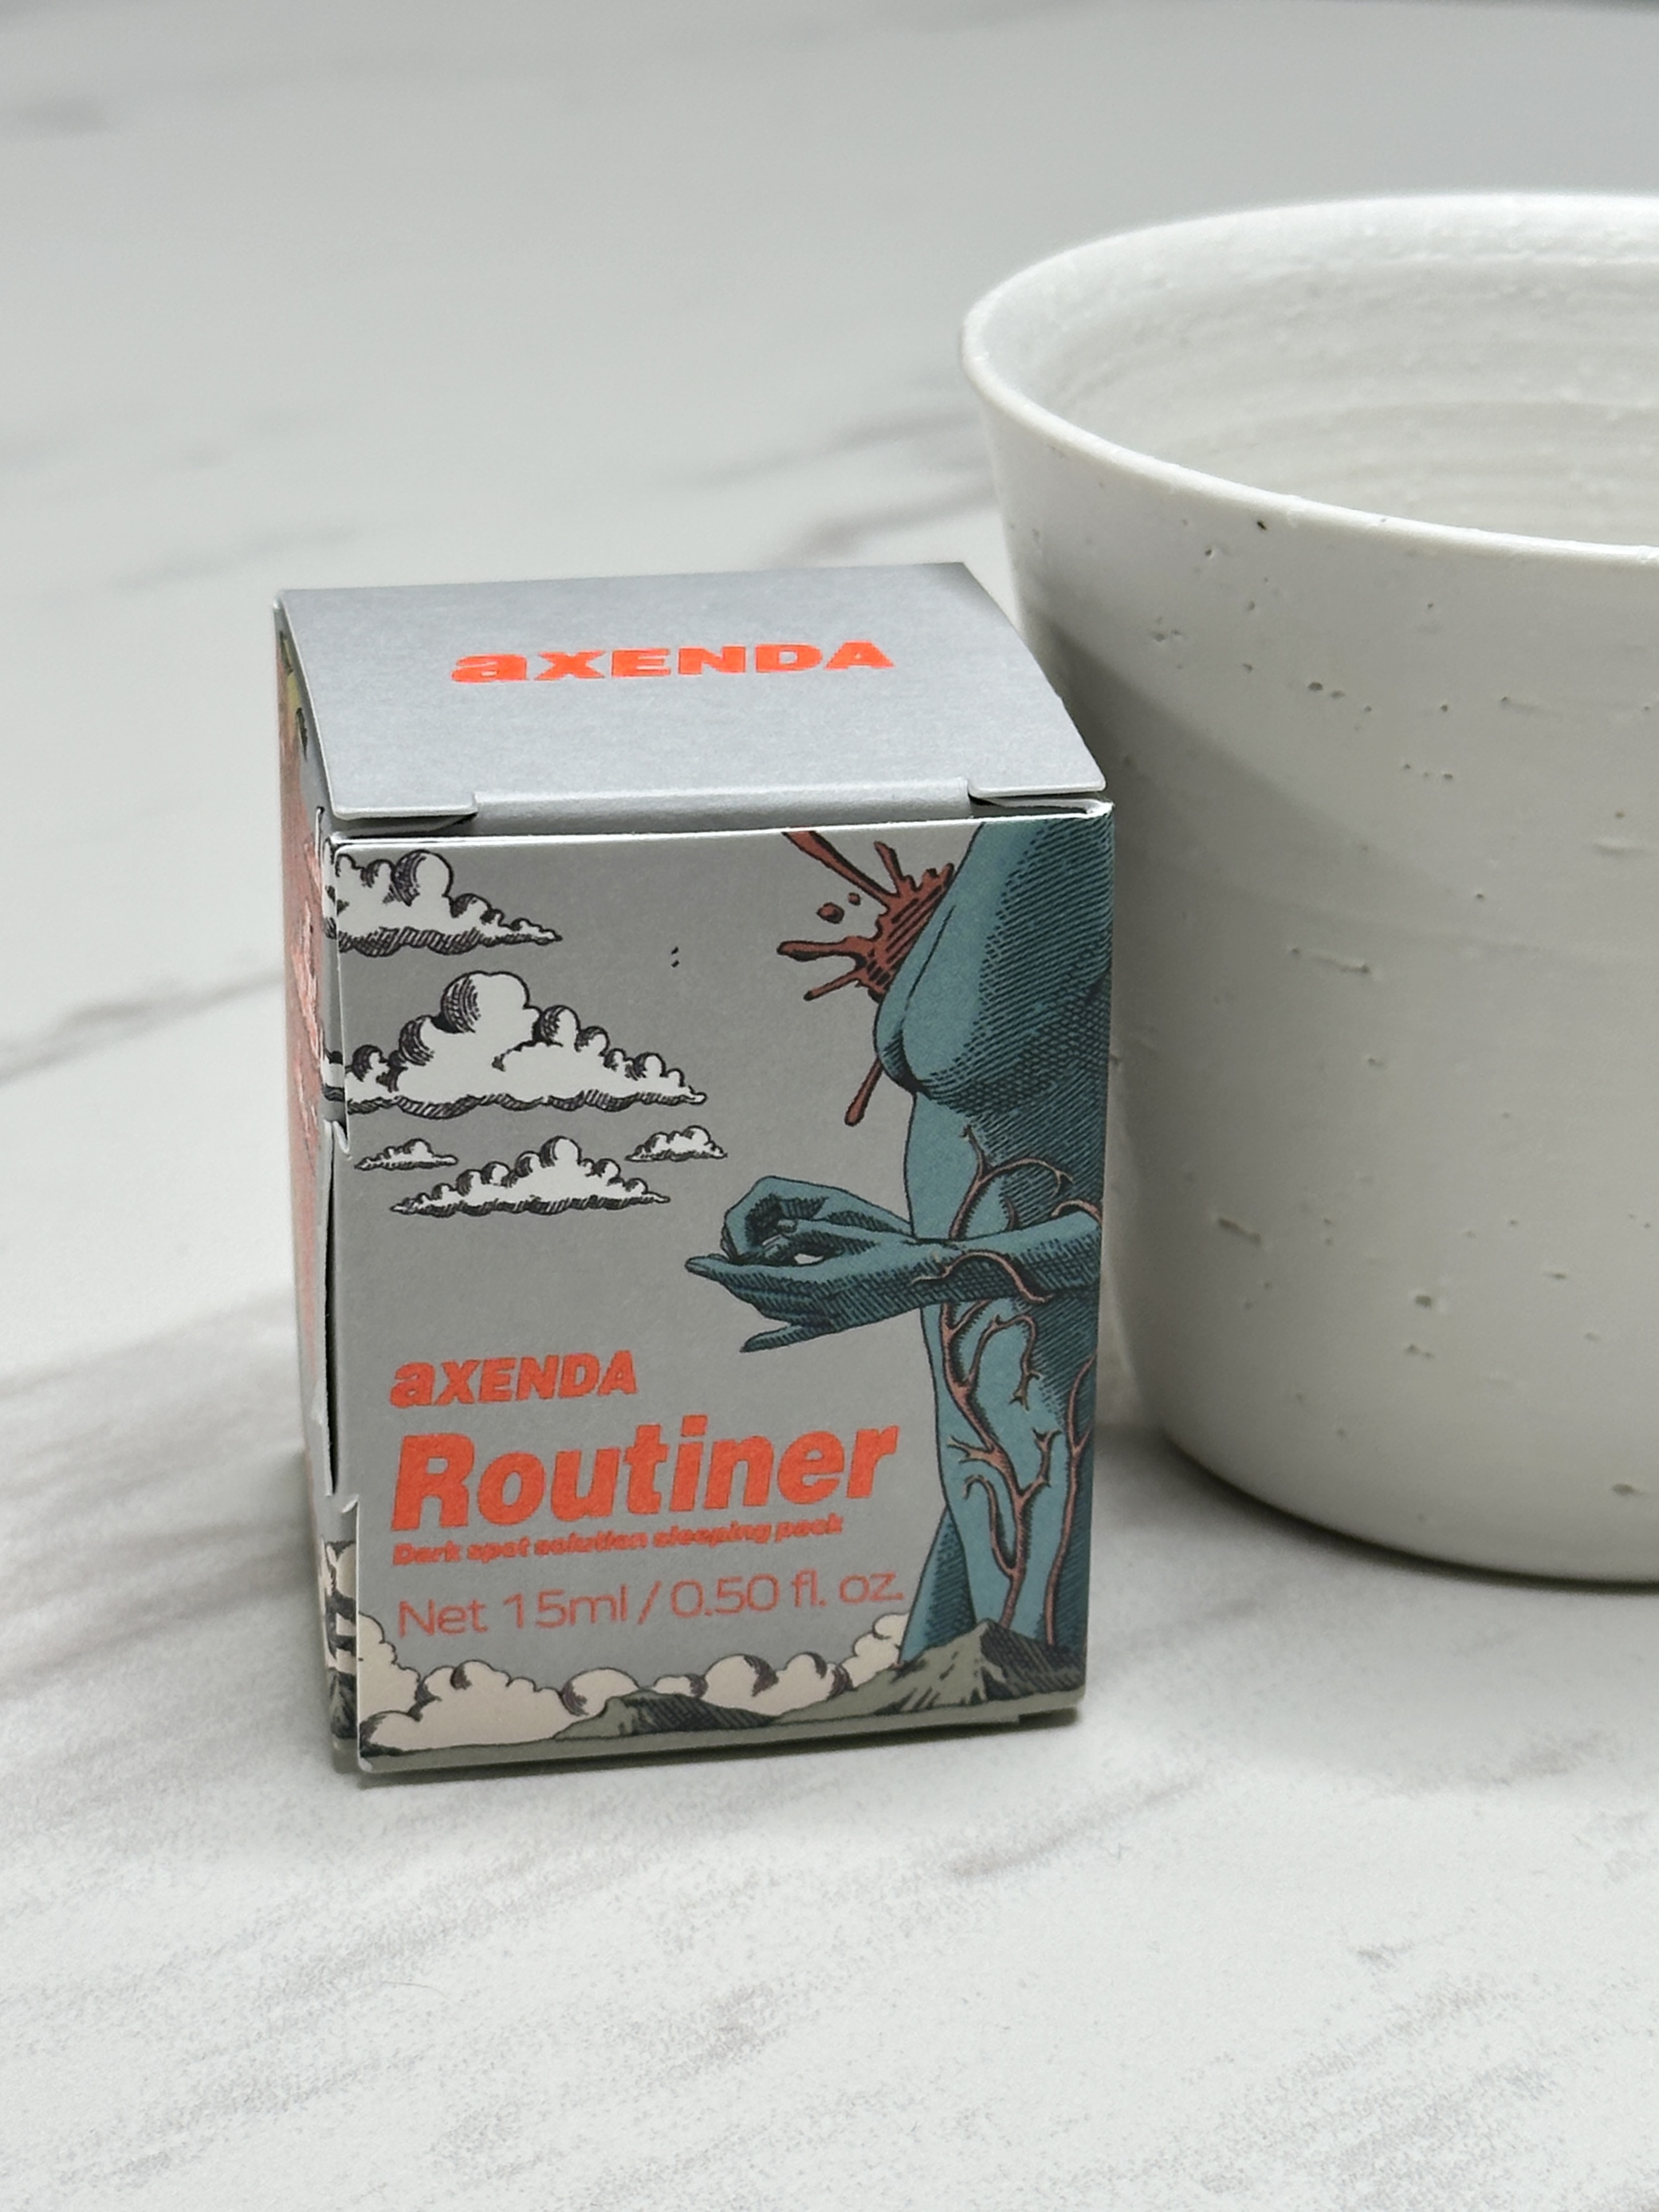 aXENDA
aXENDA
Routiner
Dark spot solution sleeping pack
Net 15ml / 0.50 fl. oz.